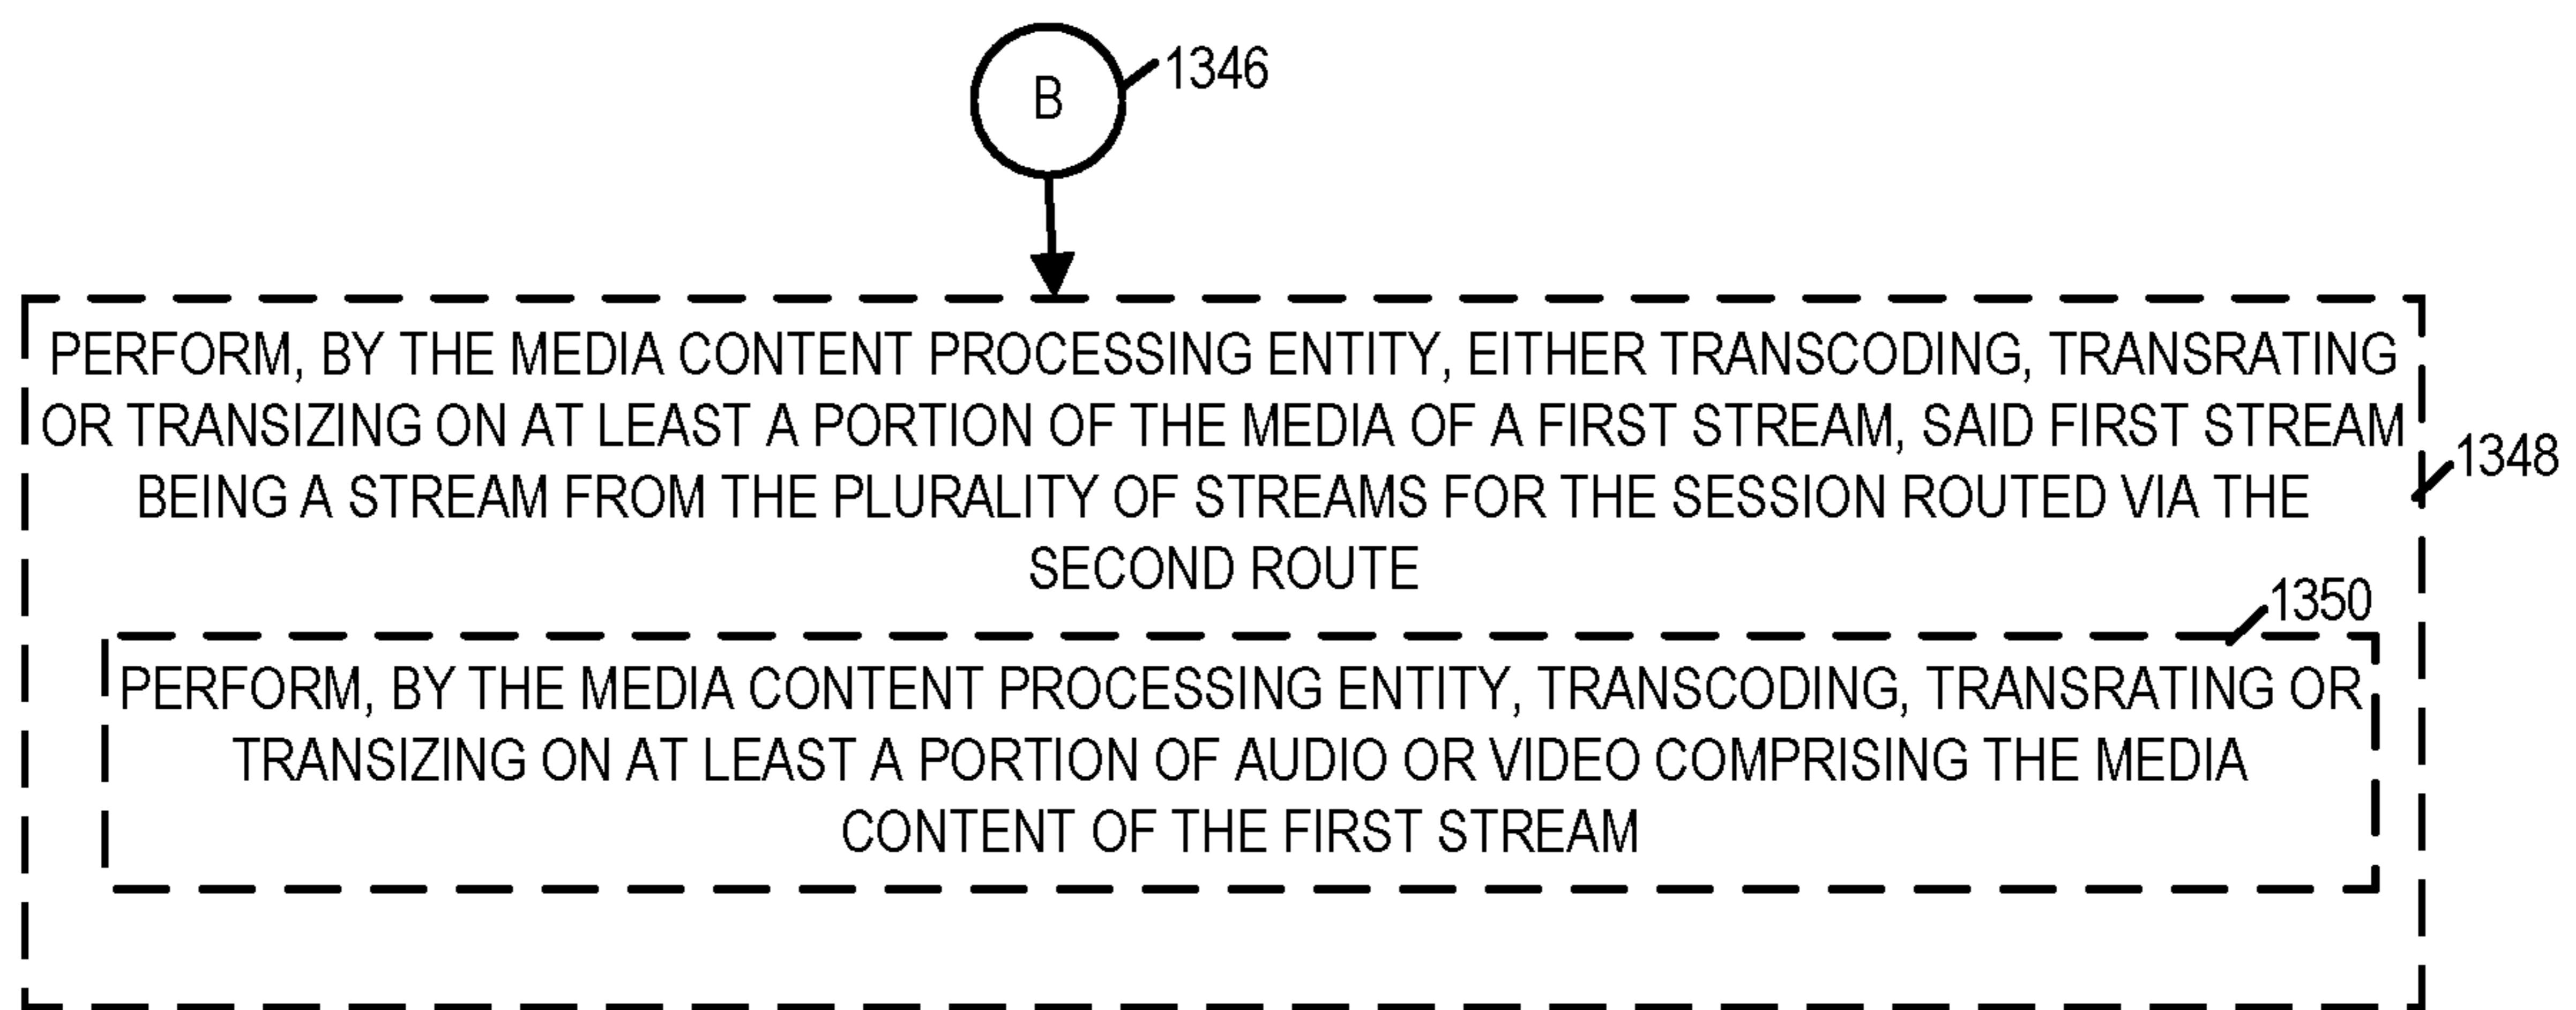 B
1346
PERFORM, BY THE MEDIA CONTENT PROCESSING ENTITY, EITHER TRANSCODING, TRANSRATING
OR TRANSIZING ON AT LEAST A PORTION OF THE MEDIA OF A FIRST STREAM, SAID FIRST STREAM
BEING A STREAM FROM THE PLURALITY OF STREAMS FOR THE SESSION ROUTED VIA THE
SECOND ROUTE
1348
1350
PERFORM, BY THE MEDIA CONTENT PROCESSING ENTITY, TRANSCODING, TRANSRATING OR
TRANSIZING ON AT LEAST A PORTION OF AUDIO OR VIDEO COMPRISING THE MEDIA
CONTENT OF THE FIRST STREAM